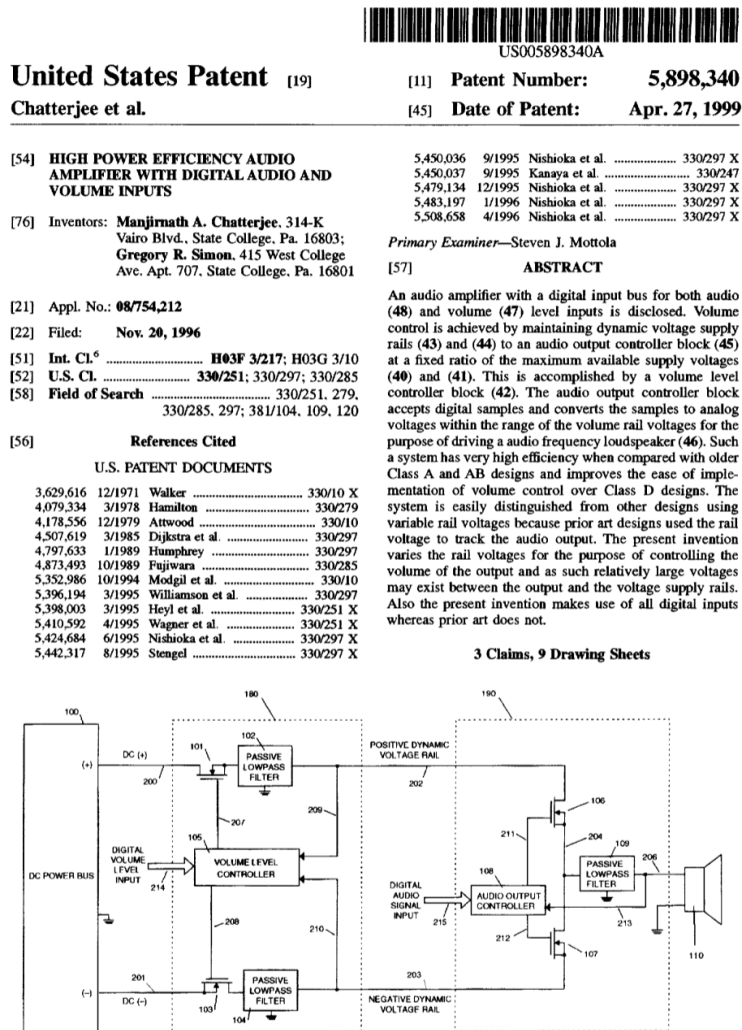 US005898340A
United States Patent [19]
Chatterjee et al.
[11] Patent Number: 5,898,340
[45] Date of Patent: Apr. 27, 1999
[54] HIGH POWER EFFICIENCY AUDIO
AMPLIFIER WITH DIGITAL AUDIO AND
VOLUME INPUTS
[76] Inventors: Manjirnath A. Chatterjee, 314-K
Vairo Blvd., State College, Pa. 16803;
Gregory R. Simon, 415 West College
Ave. Apt. 707, State College, Pa. 16801
[21] Appl. No.: 08/754,212
[22] Filed: Nov. 20, 1996
[51] Int. Cl.6 ............................ H03F 3/217; H03G 3/10
[52] U.S. Cl. ........................... 330/251; 330/297; 330/285
[58] Field of Search .............................. 330/251, 279,
330/285, 297; 381/104, 109, 120
[56] References Cited
U.S. PATENT DOCUMENTS
3,629,616 12/1971 Walker ................................ 330/10 X
4,079,334 3/1978 Hamilton ............................... 330/279
4,178,556 12/1979 Attwood ................................ 330/10
4,507,619 3/1985 Dijkstra et al. ......................... 330/297
4,797,633 1/1989 Humphrey ............................. 330/297
4,873,493 10/1989 Fujiwara ............................... 330/285
5,352,986 10/1994 Modgil et al. .......................... 330/10
5,396,194 3/1995 Williamson et al. ..................... 330/297
5,398,003 3/1995 Heyl et al. .......................... 330/251 X
5,410,592 4/1995 Wagner et al. ....................... 330/251 X
5,424,684 6/1995 Nishioka et al. ..................... 330/297 X
5,442,317 8/1995 Stengel .............................. 330/297 X
5,450,036 9/1995 Nishioka et al. ................... 330/297 X
5,450,037 9/1995 Kanaya et al. ......................... 330/247
5,479,134 12/1995 Nishioka et al. ................... 330/297 X
5,483,197 1/1996 Nishioka et al. ................... 330/297 X
5,508,658 4/1996 Nishioka et al. ................... 330/297 X
Primary Examiner—Steven J. Mottola
[57] ABSTRACT
An audio amplifier with a digital input bus for both audio
(48) and volume (47) level inputs is disclosed. Volume
control is achieved by maintaining dynamic voltage supply
rails (43) and (44) to an audio output controller block (45)
at a fixed ratio of the maximum available supply voltages
(40) and (41). This is accomplished by a volume level
controller block (42). The audio output controller block
accepts digital samples and converts the samples to analog
voltages within the range of the volume rail voltages for the
purpose of driving a audio frequency loudspeaker (46). Such
a system has very high efficiency when compared with older
Class A and AB designs and improves the ease of imple-
mentation of volume control over Class D designs. The
system is easily distinguished from other designs using
variable rail voltages because prior art designs used the rail
voltage to track the audio output. The present invention
varies the rail voltages for the purpose of controlling the
volume of the output and as such relatively large voltages
may exist between the output and the voltage supply rails.
Also the present invention makes use of all digital inputs
whereas prior art does not.
3 Claims, 9 Drawing Sheets
180
190
100
DC POWER BUS
(+)
DC (+)
200
101
102
PASSIVE
LOWPASS
FILTER
POSITIVE DYNAMIC
VOLTAGE RAIL
202
207
209
105
VOLUME LEVEL
CONTROLLER
DIGITAL
VOLUME
LEVEL
INPUT
214
208
210
(−)
201
DC (−)
103
104
PASSIVE
LOWPASS
FILTER
203
NEGATIVE DYNAMIC
VOLTAGE RAIL
106
211
204
109
PASSIVE
LOWPASS
FILTER
206
108
AUDIO OUTPUT
CONTROLLER
DIGITAL
AUDIO
SIGNAL
INPUT
215
213
212
107
110